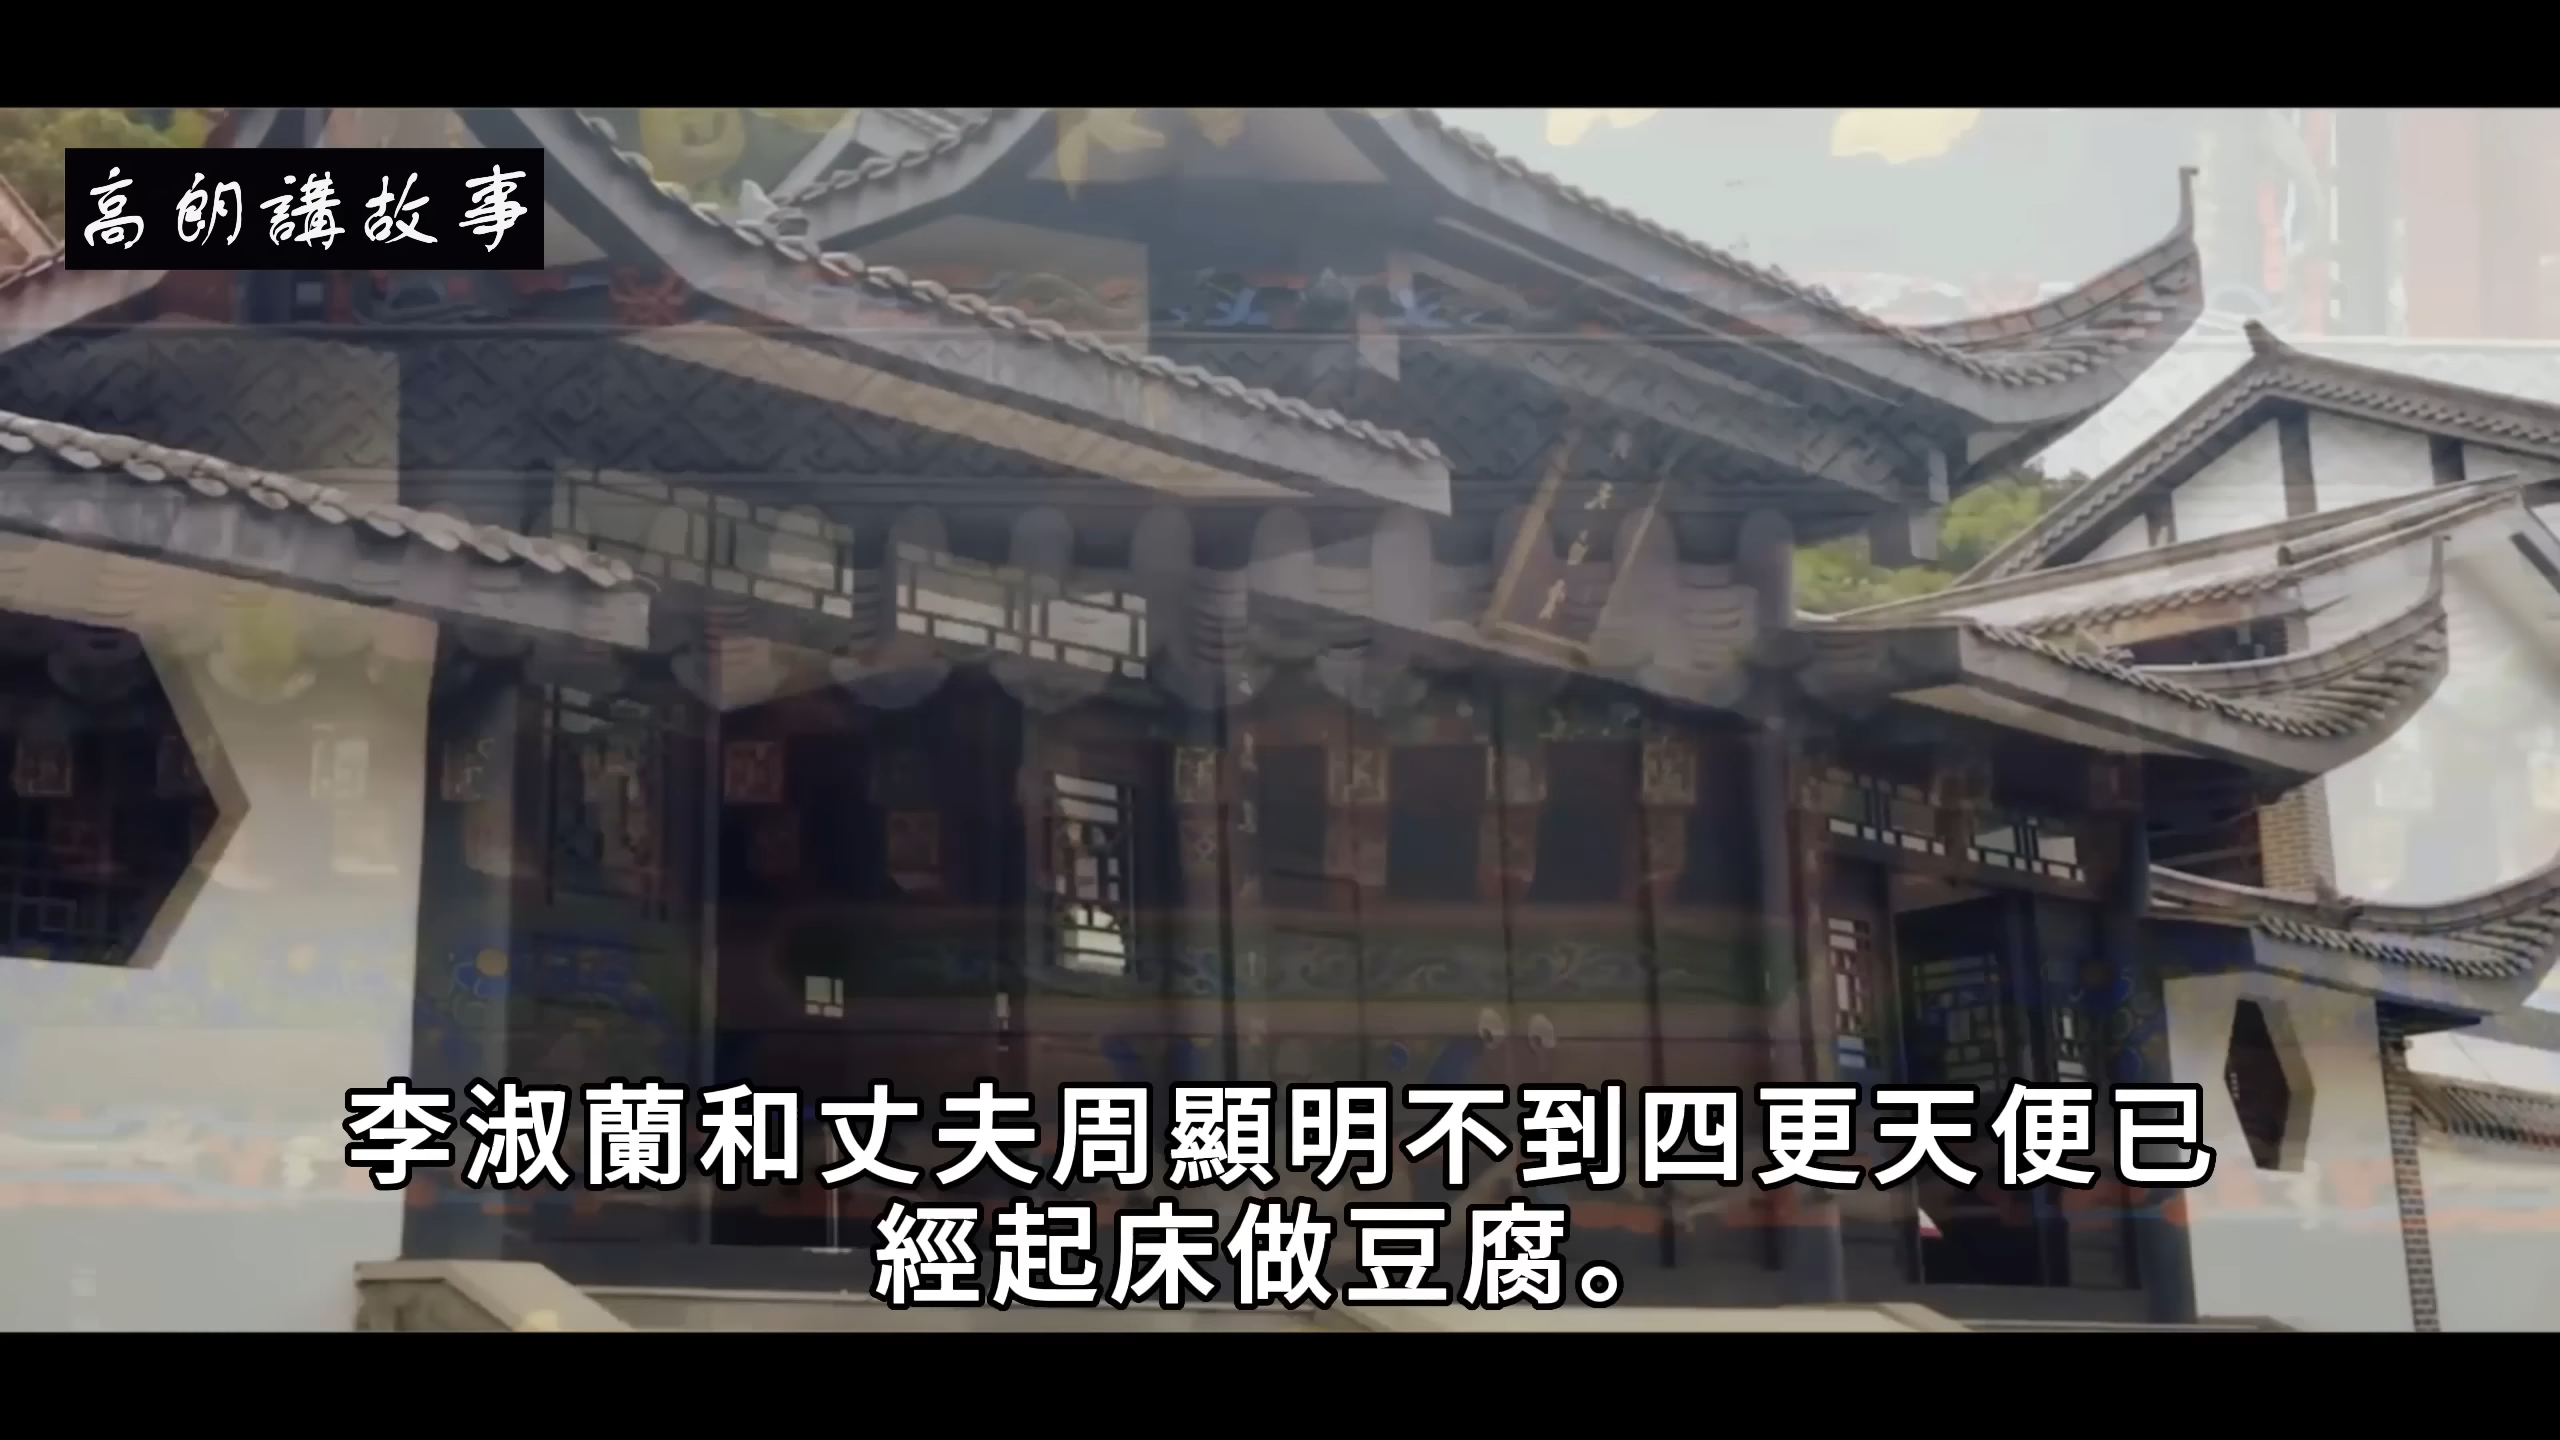 高朗講故事
李淑蘭和丈夫周顯明不到四更天便已
經起床做豆腐。